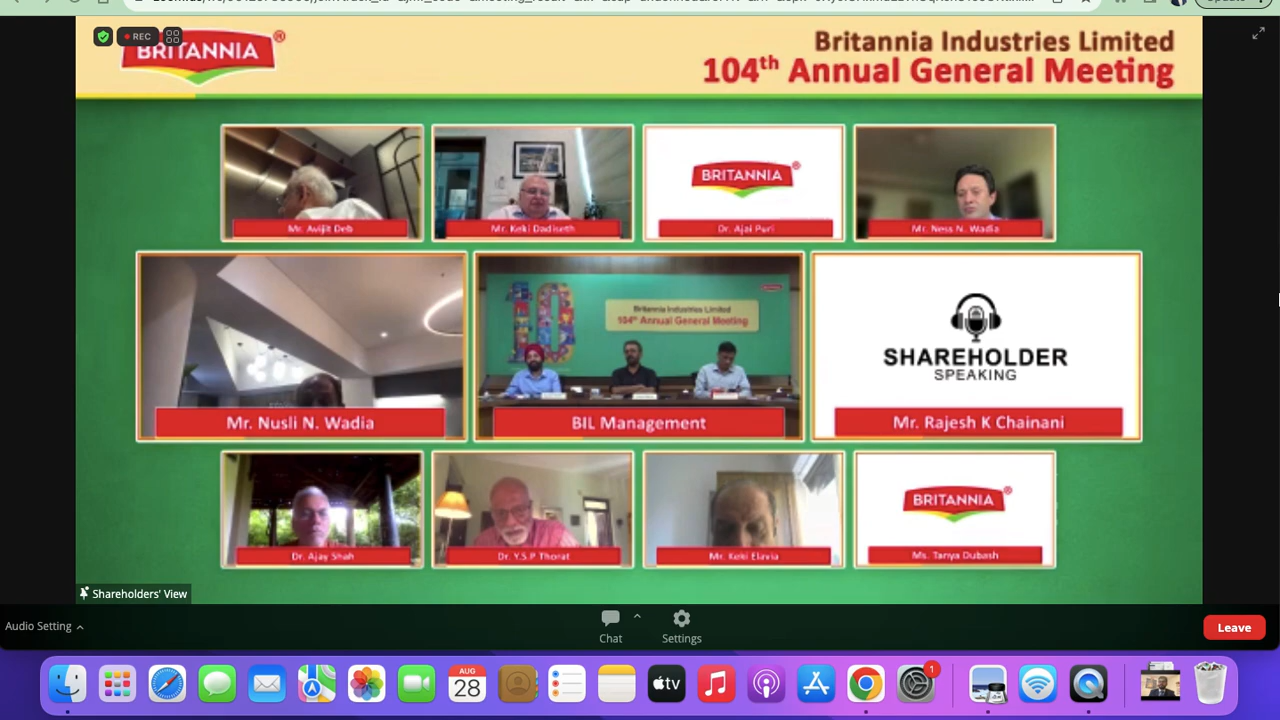 REC
BRITANNIA
Britannia Industries Limited
104th Annual General Meeting
BRITANNIA
Mr. Avijit Deb
Mr. Keki Dadiseth
Dr. Ajai Puri
Mr. Ness N. Wadia
Britannia Industries Limited
104th Annual General Meeting
SHAREHOLDER
SPEAKING
Mr. Nusli N. Wadia
BIL Management
Mr. Rajesh K Chainani
BRITANNIA
Dr. Ajay Shah
Dr. Y.S.P Thorat
Mr. Keki Elavia
Ms. Tanya Dubash
Shareholders' View
Audio Setting
Chat
Settings
Leave
AUG
28
tv
1